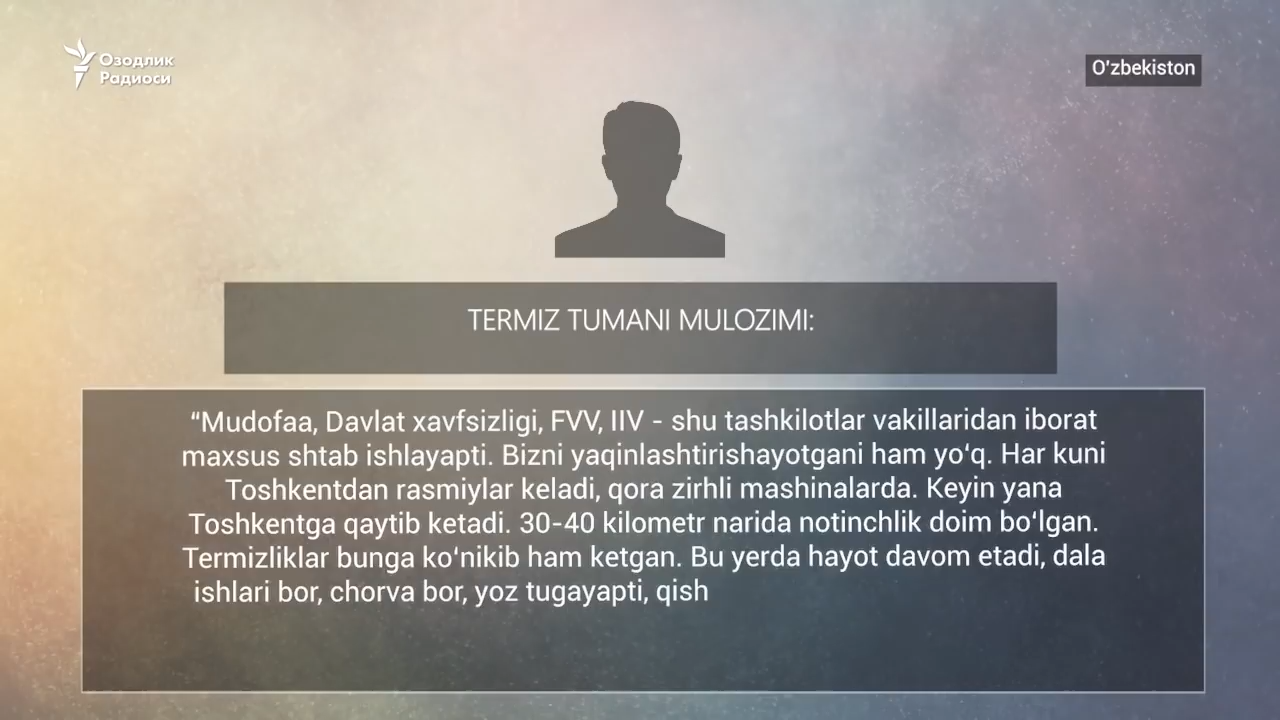 Озодлик
Радиоси
O'zbekiston
TERMIZ TUMANI MULOZIMI:
“Mudofaa, Davlat xavfsizligi, FVV, IIV - shu tashkilotlar vakillaridan iborat
maxsus shtab ishlayapti. Bizni yaqinlashtirishayotgani ham yo‘q. Har kuni
Toshkentdan rasmiylar keladi, qora zirhli mashinalarda. Keyin yana
Toshkentga qaytib ketadi. 30-40 kilometr narida notinchlik doim bo‘lgan.
Termizliklar bunga ko‘nikib ham ketgan. Bu yerda hayot davom etadi, dala
ishlari bor, chorva bor, yoz tugayapti, qish